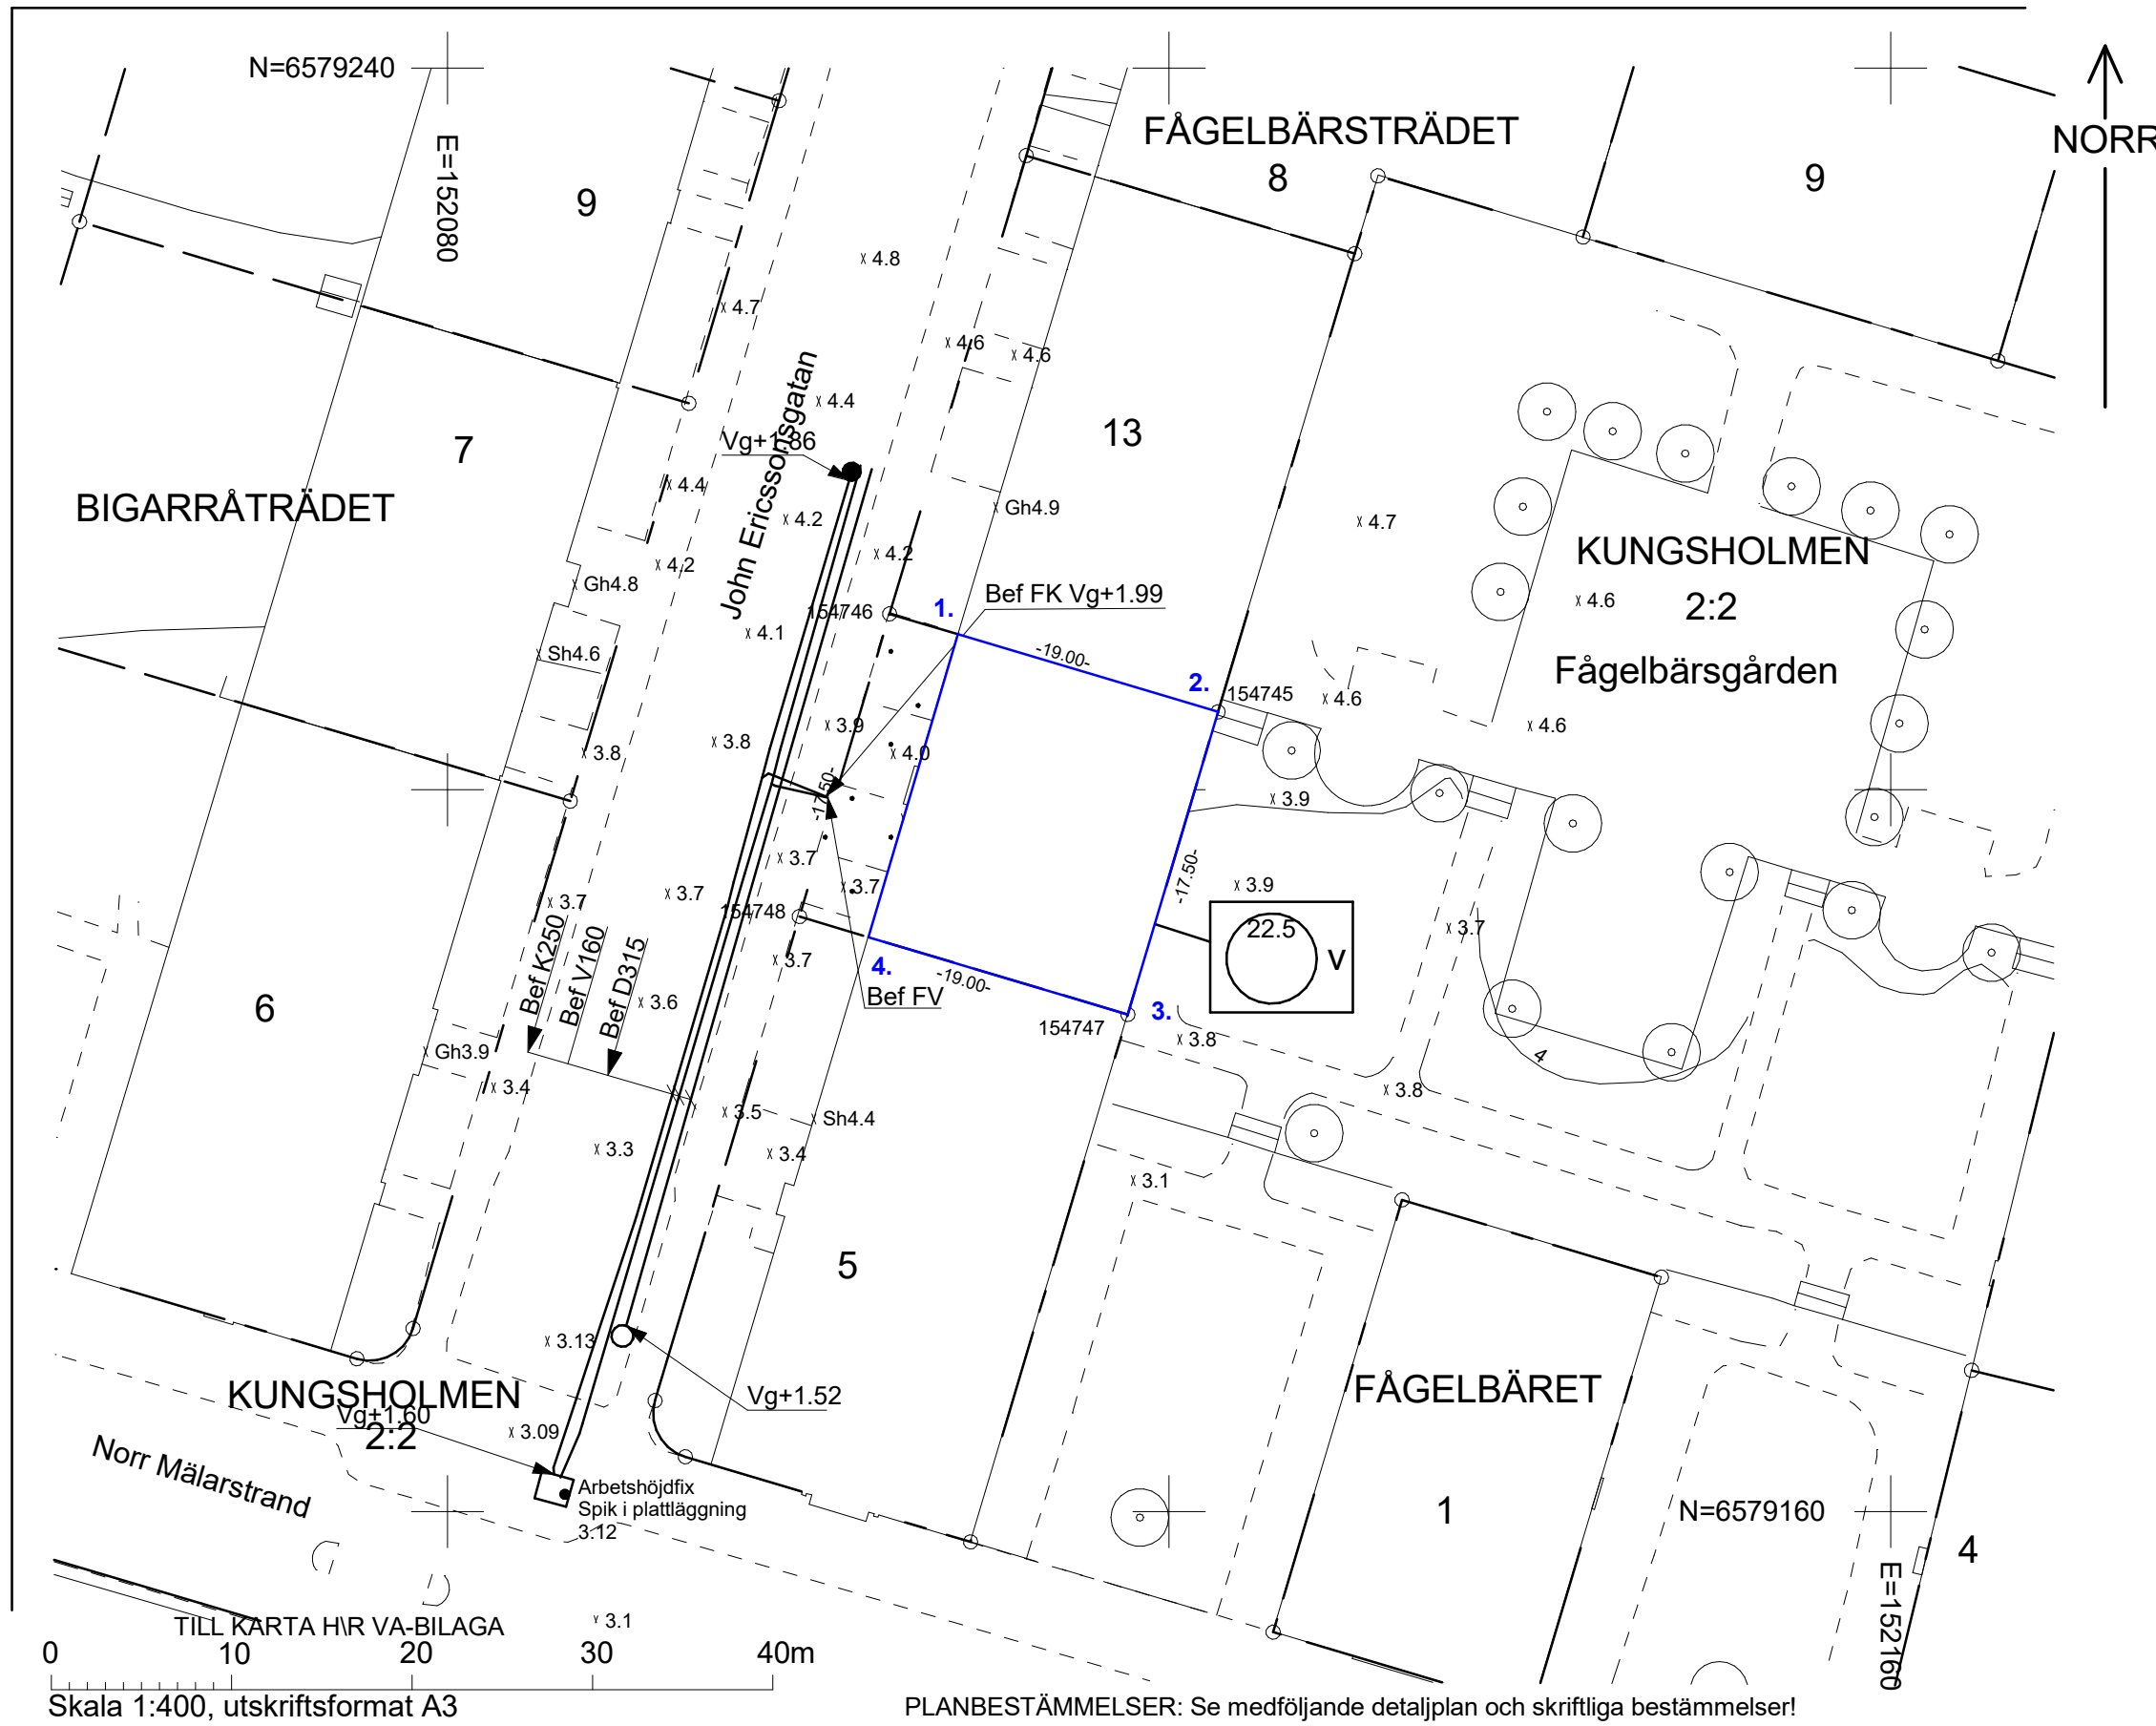 N=6579240
E=152080
9
FÅGELBÄRSTRÄDET
8
9
NORR
4.8
4.7
4.6
4.6
4.4
John Ericssonsgatan
13
7
Vg+1.86
BIGARRÅTRÄDET
4.4
Gh4.9
4.2
4.7
4.2
4.2
KUNGSHOLMEN
2:2
4.6
Gh4.8
Bef FK Vg+1.99
154746
1.
4.1
Sh4.6
-19.00-
Fågelbärsgården
2.
154745
4.6
4.6
3.9
3.8
3.8
4.0
-17.50-
3.9
3.7
3.7
3.7
3.7
-17.50-
3.9
154748
22.5
V
3.7
Bef K250
Bef V160
Bef D315
3.7
4.
-19.00-
Bef FV
3.6
6
3.
154747
3.8
Gh3.9
4
3.4
3.8
3.5
Sh4.4
3.3
3.4
3.1
5
3.13
KUNGSHOLMEN
2:2
Vg+1.60
Vg+1.52
FÅGELBÄRET
3.09
Norr Mälarstrand
Arbetshöjdfix
Spik i plattläggning
3.12
1
N=6579160
4
E=152160
3.1
TILL KARTA H\R VA-BILAGA
0 10 20 30 40m
Skala 1:400, utskriftsformat A3
PLANBESTÄMMELSER: Se medföljande detaljplan och skriftliga bestämmelser!